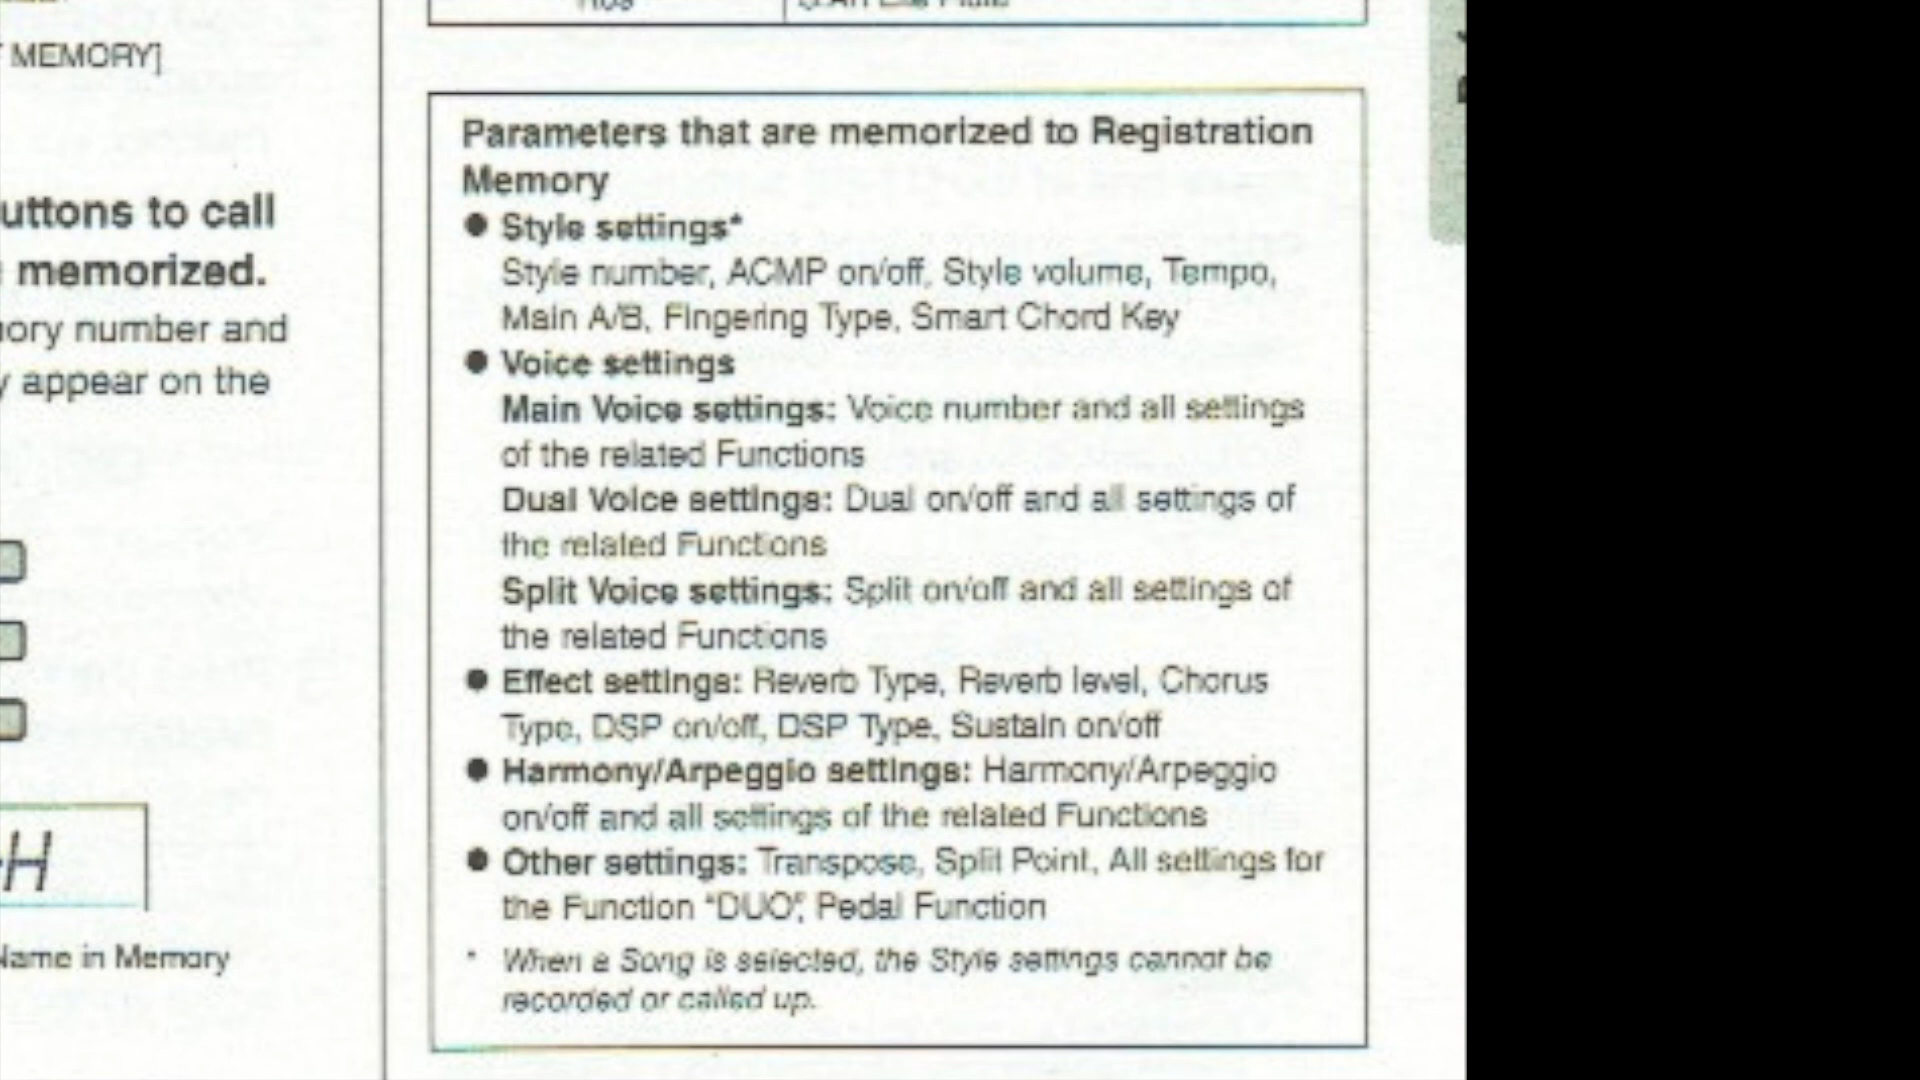 MEMORY]
uttons to call
memorized.
ory number and
y appear on the
H
Name in Memory
Parameters that are memorized to Registration
Memory
● Style settings*
Style number, ACMP on/off, Style volume, Tempo,
Main A/B, Fingering Type, Smart Chord Key
● Voice settings
Main Voice settings: Voice number and all settings
of the related Functions
Dual Voice settings: Dual on/off and all settings of
the related Functions
Split Voice settings: Split on/off and all settings of
the related Functions
● Effect settings: Reverb Type, Reverb level, Chorus
Type, DSP on/off, DSP Type, Sustain on/off
● Harmony/Arpeggio settings: Harmony/Arpeggio
on/off and all settings of the related Functions
● Other settings: Transpose, Split Point, All settings for
the Function "DUO", Pedal Function
* When a Song is selected, the Style settings cannot be
recorded or called up.